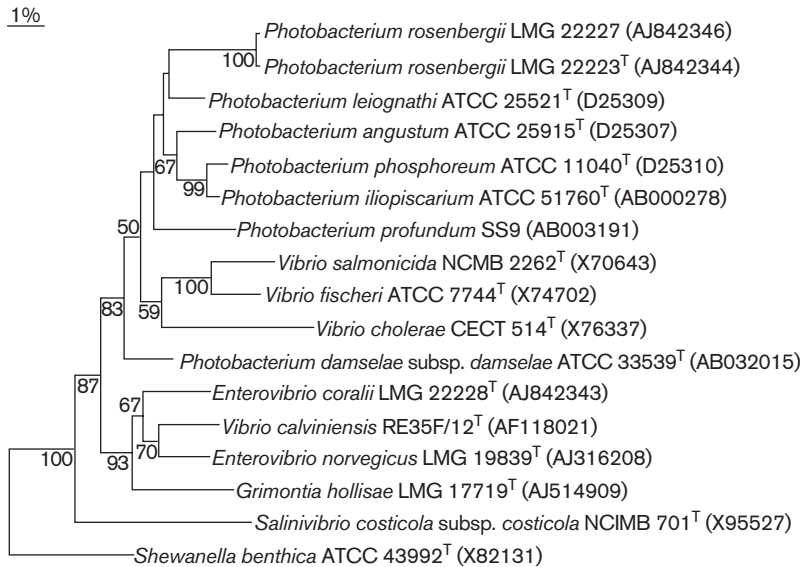 1%
Photobacterium rosenbergii LMG 22227 (AJ842346)
100
Photobacterium rosenbergii LMG 22223ᵀ (AJ842344)
Photobacterium leiognathi ATCC 25521ᵀ (D25309)
Photobacterium angustum ATCC 25915ᵀ (D25307)
67
Photobacterium phosphoreum ATCC 11040ᵀ (D25310)
99
Photobacterium iliopiscarium ATCC 51760ᵀ (AB000278)
50
Photobacterium profundum SS9 (AB003191)
Vibrio salmonicida NCMB 2262ᵀ (X70643)
100
Vibrio fischeri ATCC 7744ᵀ (X74702)
83
59
Vibrio cholerae CECT 514ᵀ (X76337)
Photobacterium damselae subsp. damselae ATCC 33539ᵀ (AB032015)
87
Enterovibrio coralii LMG 22228ᵀ (AJ842343)
67
Vibrio calviniensis RE35F/12ᵀ (AF118021)
70
100
93
Enterovibrio norvegicus LMG 19839ᵀ (AJ316208)
Grimontia hollisae LMG 17719ᵀ (AJ514909)
Salinivibrio costicola subsp. costicola NCIMB 701ᵀ (X95527)
Shewanella benthica ATCC 43992ᵀ (X82131)